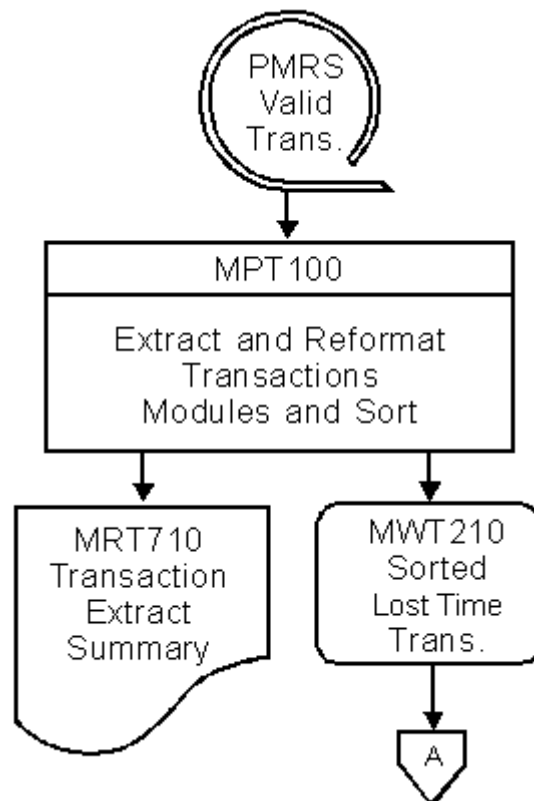 PMRS
Valid
Trans.
MPT100
Extract and Reformat
Transactions
Modules and Sort
MRT710
Transaction
Extract
Summary
MWT210
Sorted
Lost Time
Trans.
A